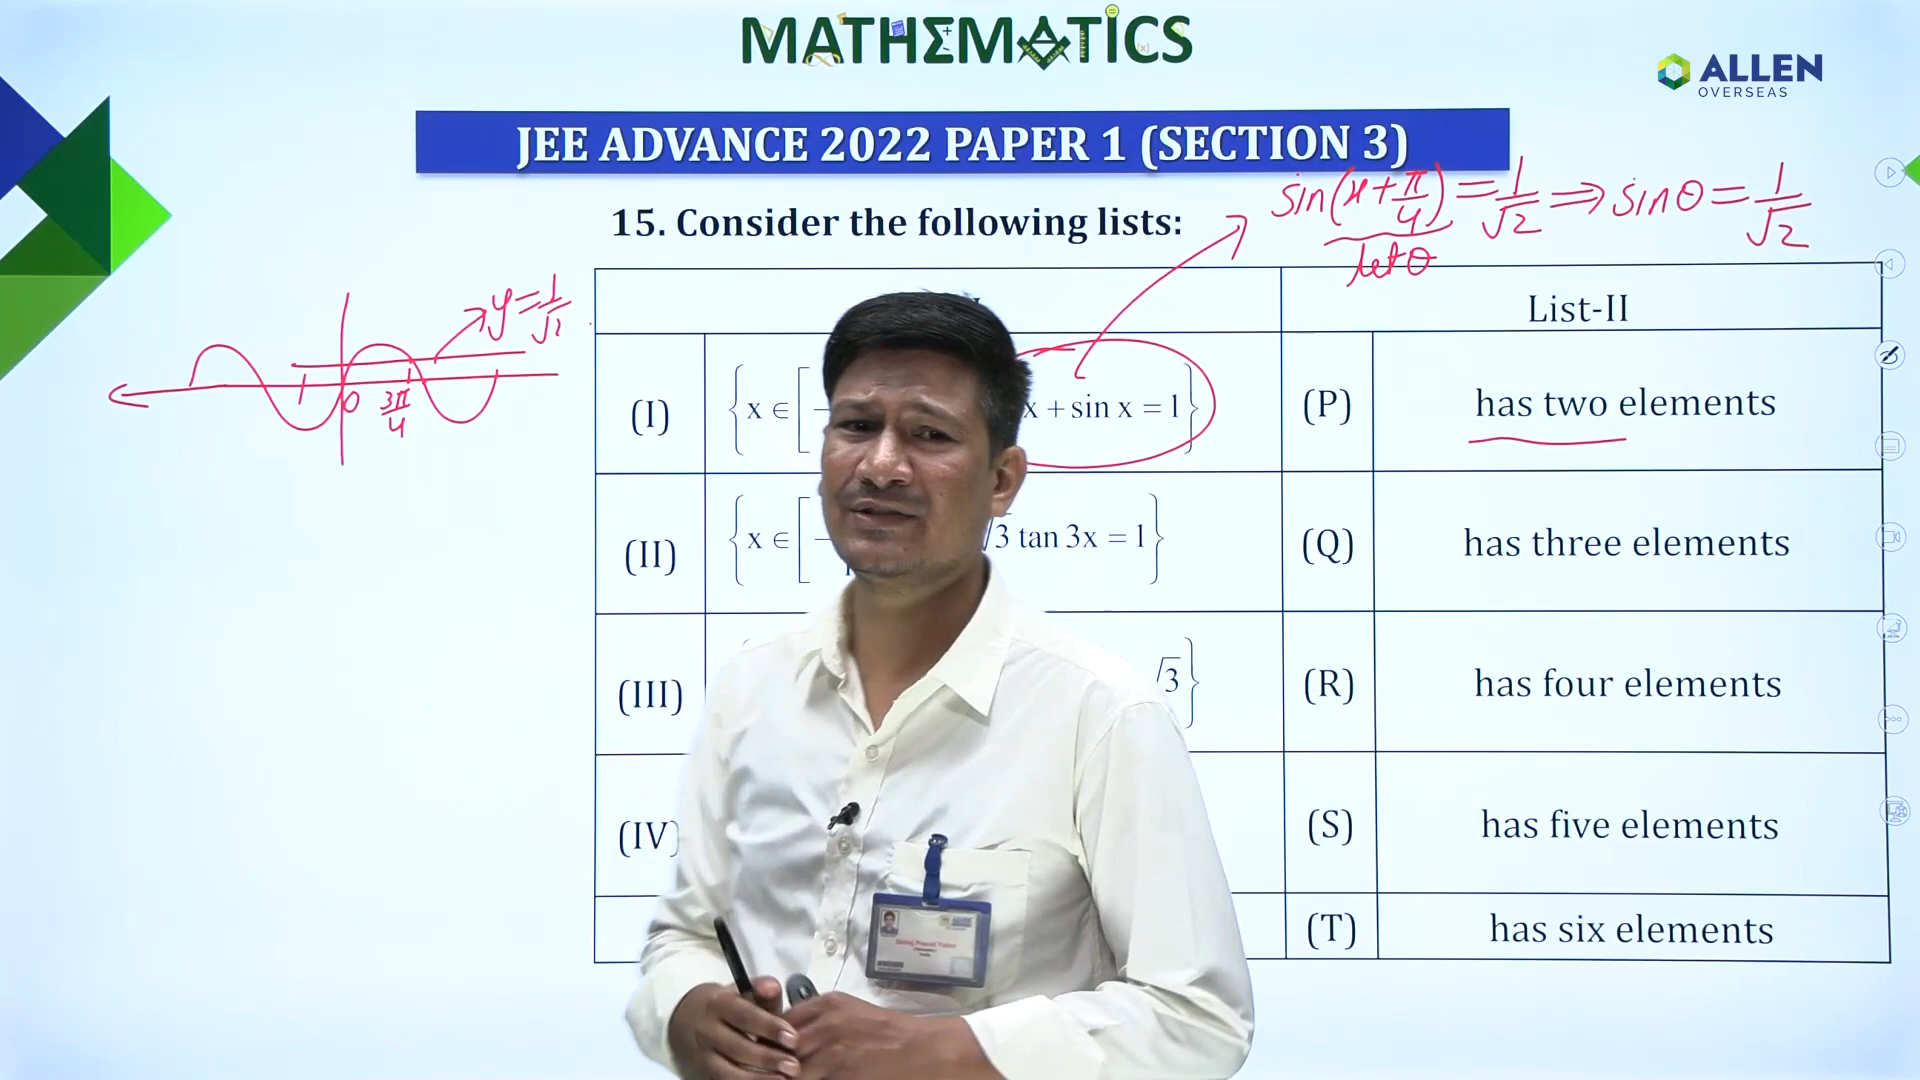 MATHEMATICS
ALLEN
OVERSEAS
JEE ADVANCE 2022 PAPER 1 (SECTION 3)
sin(x+π/4)=1/√2⇒sinθ=1/√2
let θ
15. Consider the following lists:
y=1/√2
0
3π/4
List-II
(I) {x ∈ [− x + sin x = 1} (P) has two elements
(II) {x ∈ [− √3 tan 3x = 1} (Q) has three elements
(III) √3} (R) has four elements
(IV) (S) has five elements
(T) has six elements